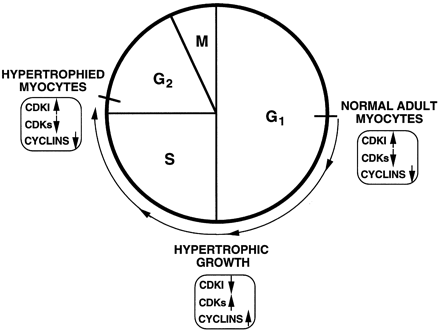 M
HYPERTROPHIED
MYOCYTES
G2
CDKI
CDKs
CYCLINS
G1
NORMAL ADULT
MYOCYTES
CDKI
CDKs
CYCLINS
S
HYPERTROPHIC
GROWTH
CDKI
CDKs
CYCLINS